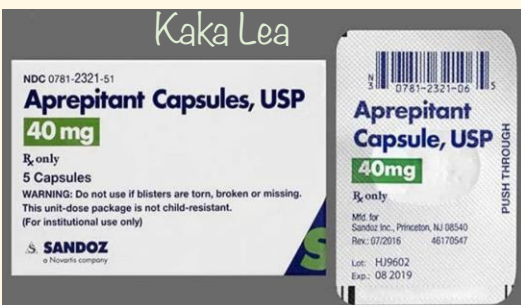 Kaka Lea
NDC 0781-2321-51
Aprepitant Capsules, USP
40 mg
℞ only
5 Capsules
WARNING: Do not use if blisters are torn, broken or missing.
This unit-dose package is not child-resistant.
(For institutional use only)
S SANDOZ
a Novartis company
N
3
0781-2321-06
5
Aprepitant
Capsule, USP
40mg
℞ only
PUSH THROUGH
Mfd. for
Sandoz Inc., Princeton, NJ 08540
Rev.: 07/2016 46170547
Lot: HJ9602
Exp.: 08 2019